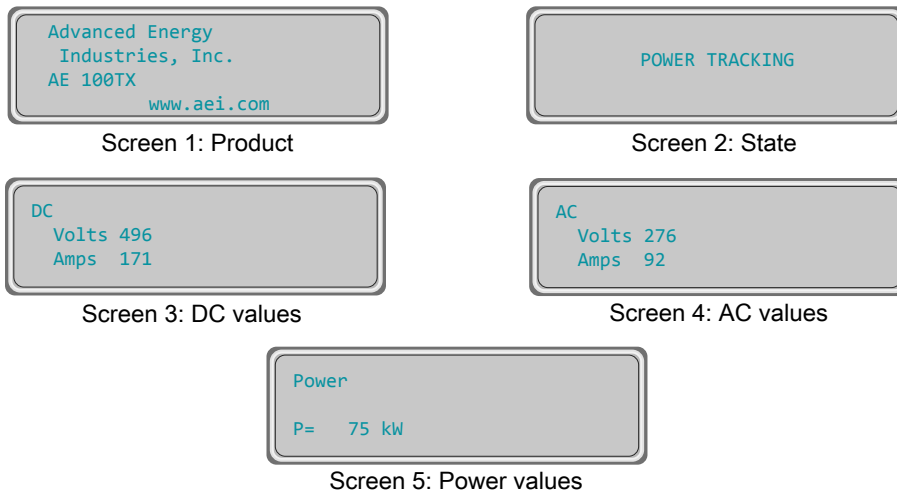 Advanced Energy
Industries, Inc.
AE 100TX
www.aei.com
Screen 1: Product
POWER TRACKING
Screen 2: State
DC
Volts 496
Amps 171
Screen 3: DC values
AC
Volts 276
Amps 92
Screen 4: AC values
Power
P= 75 kW
Screen 5: Power values